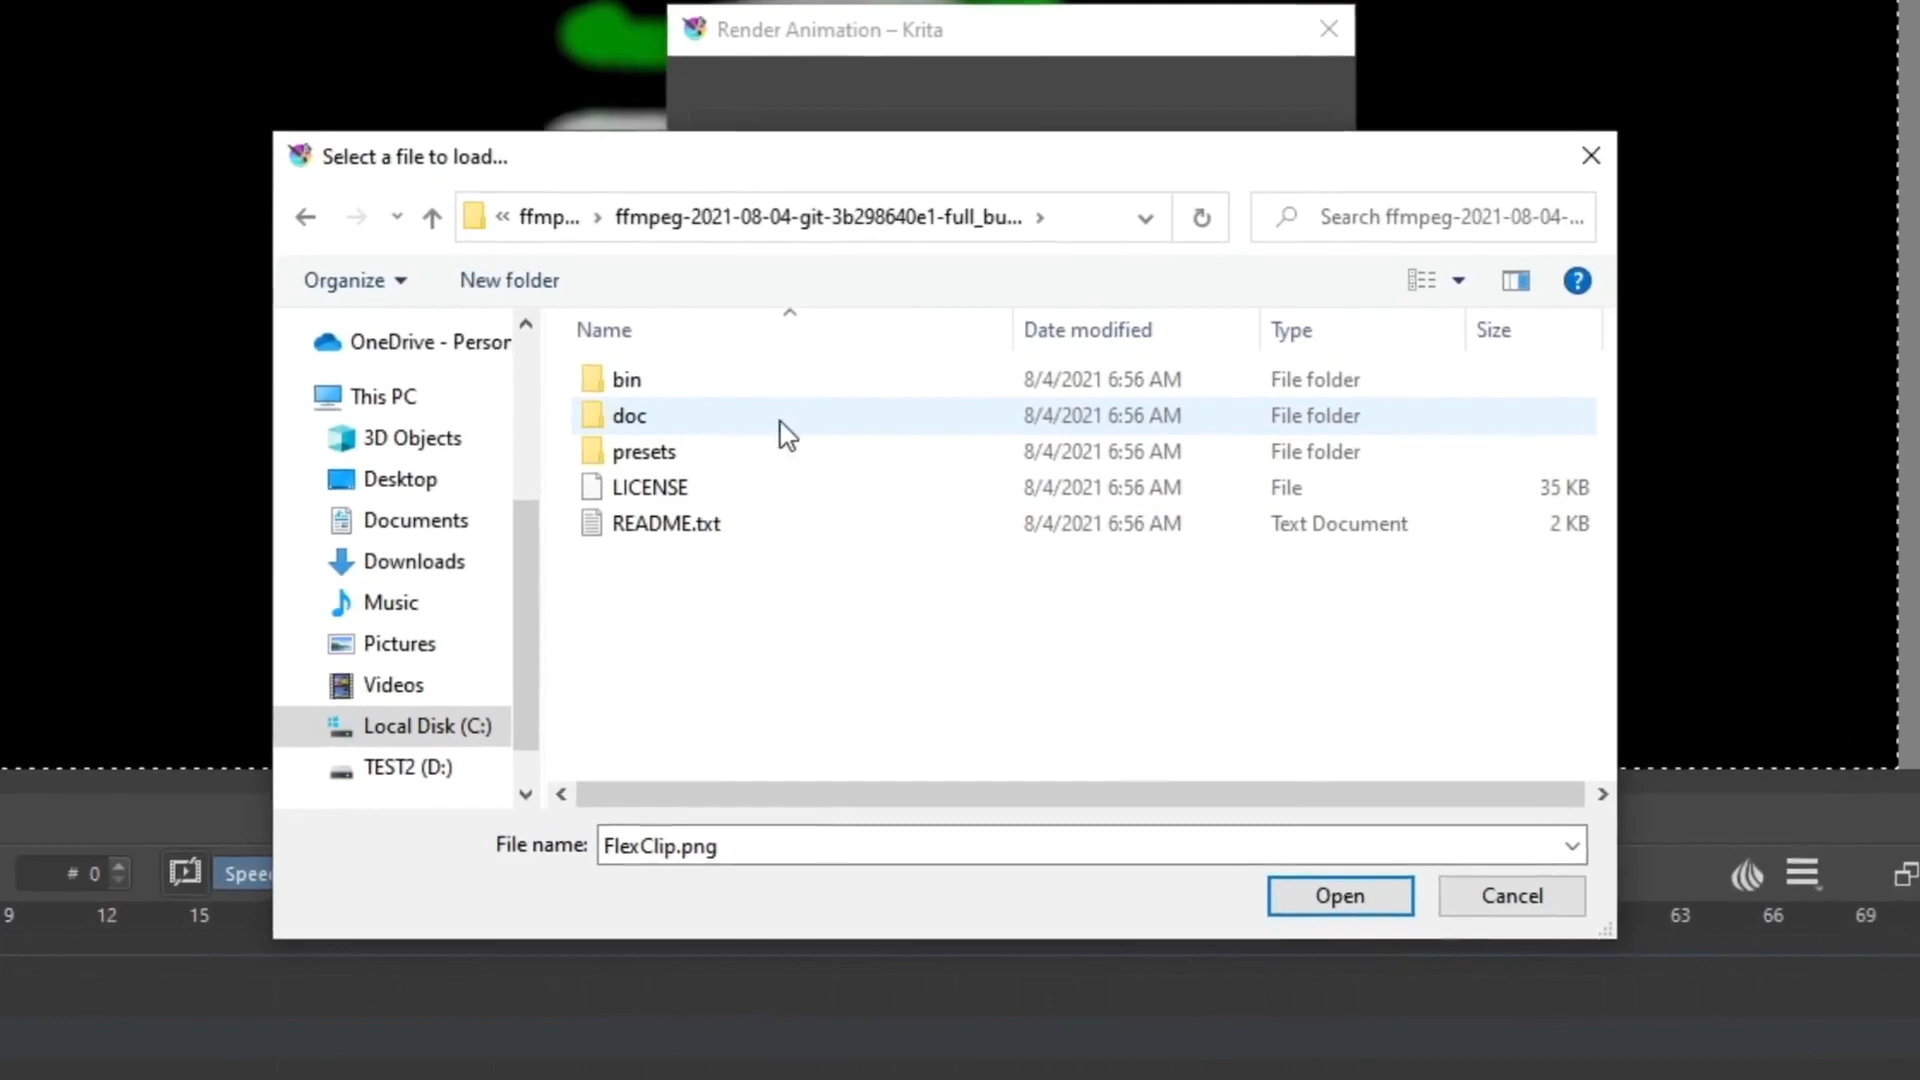 Render Animation – Krita
Select a file to load...
« ffmp... › ffmpeg-2021-08-04-git-3b298640e1-full_bu... ›
Search ffmpeg-2021-08-04-...
Organize
New folder
Name
Date modified
Type
Size
OneDrive - Person
This PC
3D Objects
Desktop
Documents
Downloads
Music
Pictures
Videos
Local Disk (C:)
TEST2 (D:)
bin 8/4/2021 6:56 AM File folder
doc 8/4/2021 6:56 AM File folder
presets 8/4/2021 6:56 AM File folder
LICENSE 8/4/2021 6:56 AM File 35 KB
README.txt 8/4/2021 6:56 AM Text Document 2 KB
File name: FlexClip.png
Open
Cancel
# 0
Speed
9 12 15
63 66 69